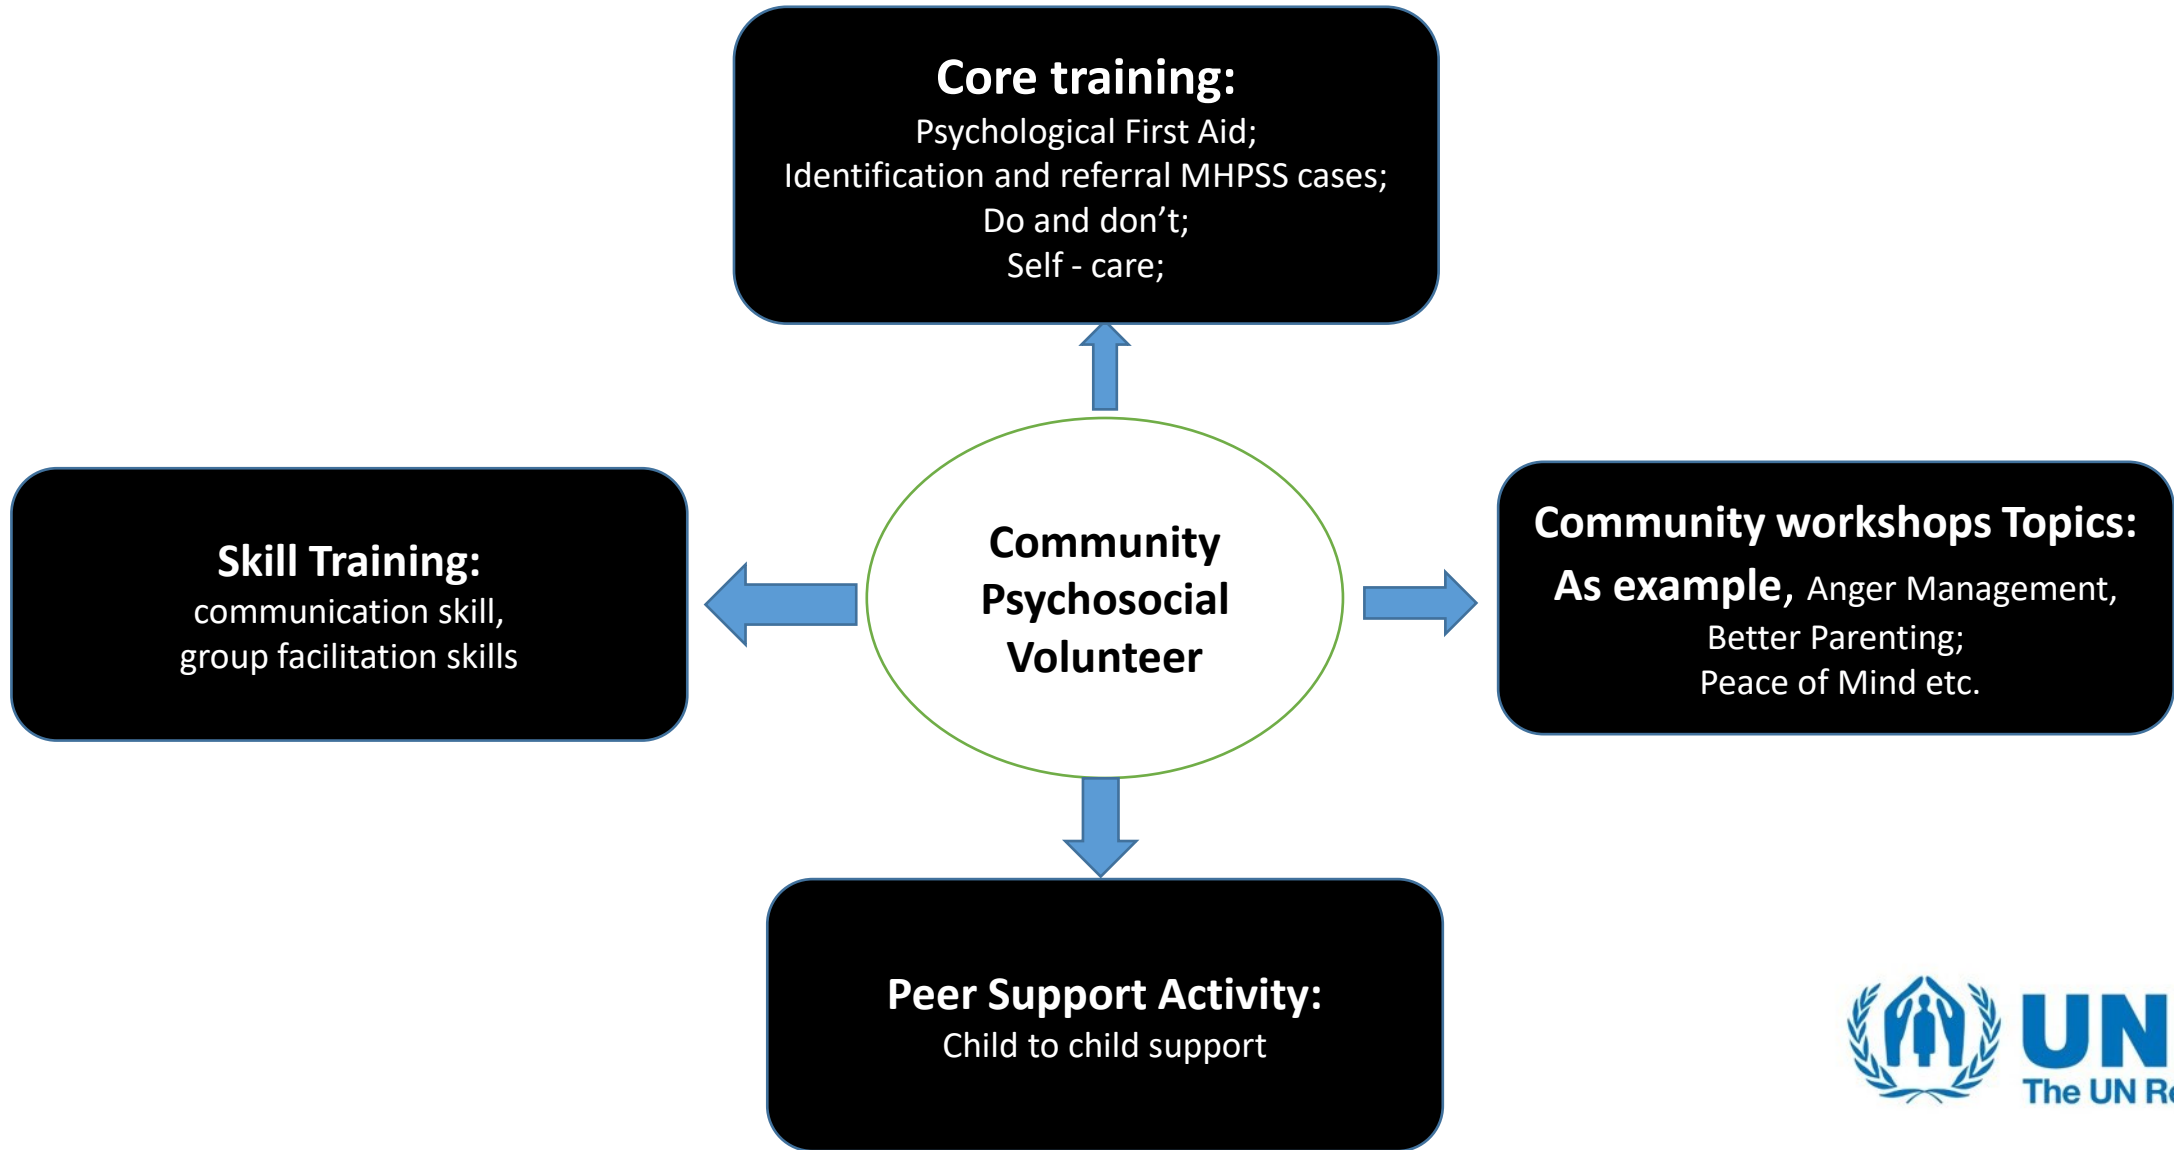 Core training:
Psychological First Aid;
Identification and referral MHPSS cases;
Do and don’t;
Self - care;
Skill Training:
communication skill,
group facilitation skills
Community
Psychosocial
Volunteer
Community workshops Topics:
As example, Anger Management,
Better Parenting;
Peace of Mind etc.
Peer Support Activity:
Child to child support
UN
The UN Re